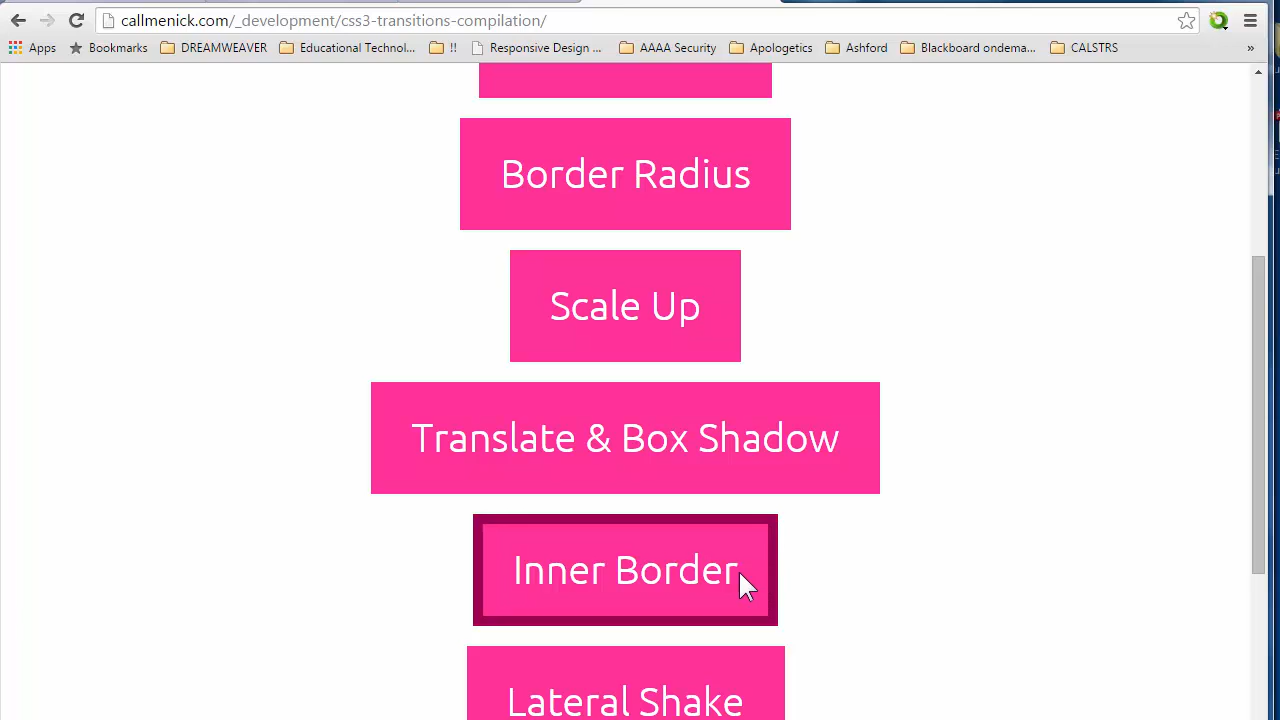 callmenick.com/_development/css3-transitions-compilation/
Apps Bookmarks DREAMWEAVER Educational Technol... !! Responsive Design ... AAAA Security Apologetics Ashford Blackboard ondema... CALSTRS »
Border Radius
Scale Up
Translate & Box Shadow
Inner Border
Lateral Shake